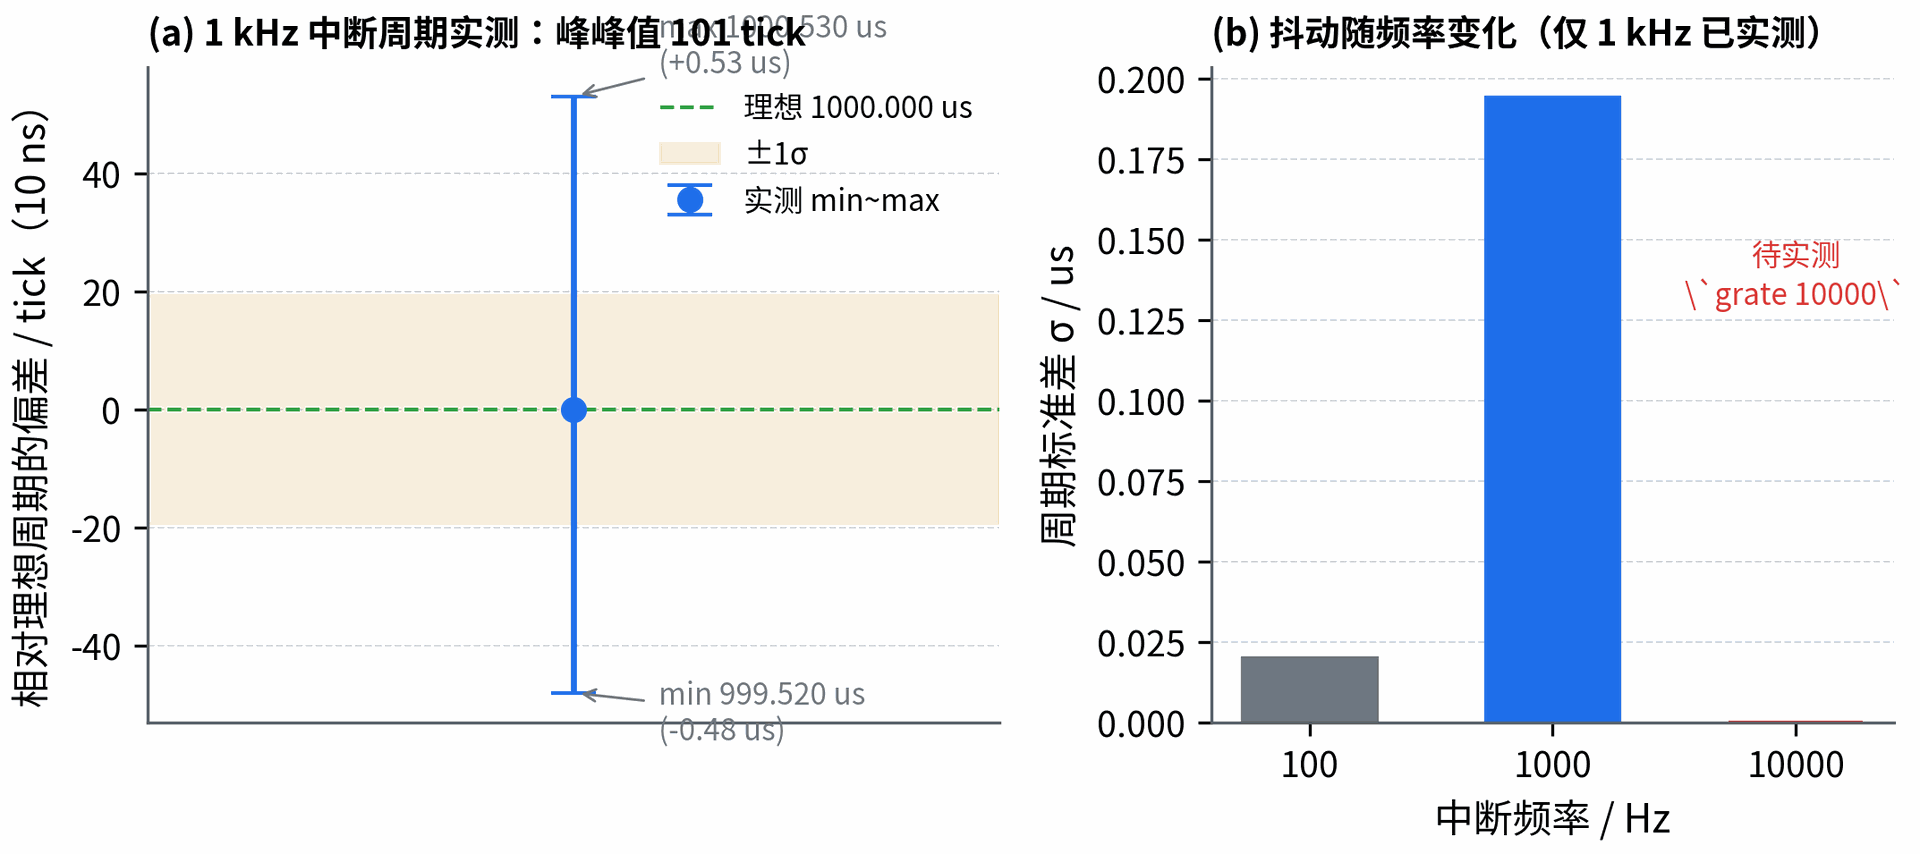 (a) 1 kHz 中断周期实测：峰峰值 101 tick
max 1000.530 us
(+0.53 us)
理想 1000.000 us
±1σ
实测 min~max
40
20
0
-20
-40
相对理想周期的偏差 / tick（10 ns）
min 999.520 us
(-0.48 us)
(b) 抖动随频率变化（仅 1 kHz 已实测）
0.200
0.175
0.150
0.125
0.100
0.075
0.050
0.025
0.000
周期标准差 σ / us
待实测
\`grate 10000\`
100
1000
10000
中断频率 / Hz